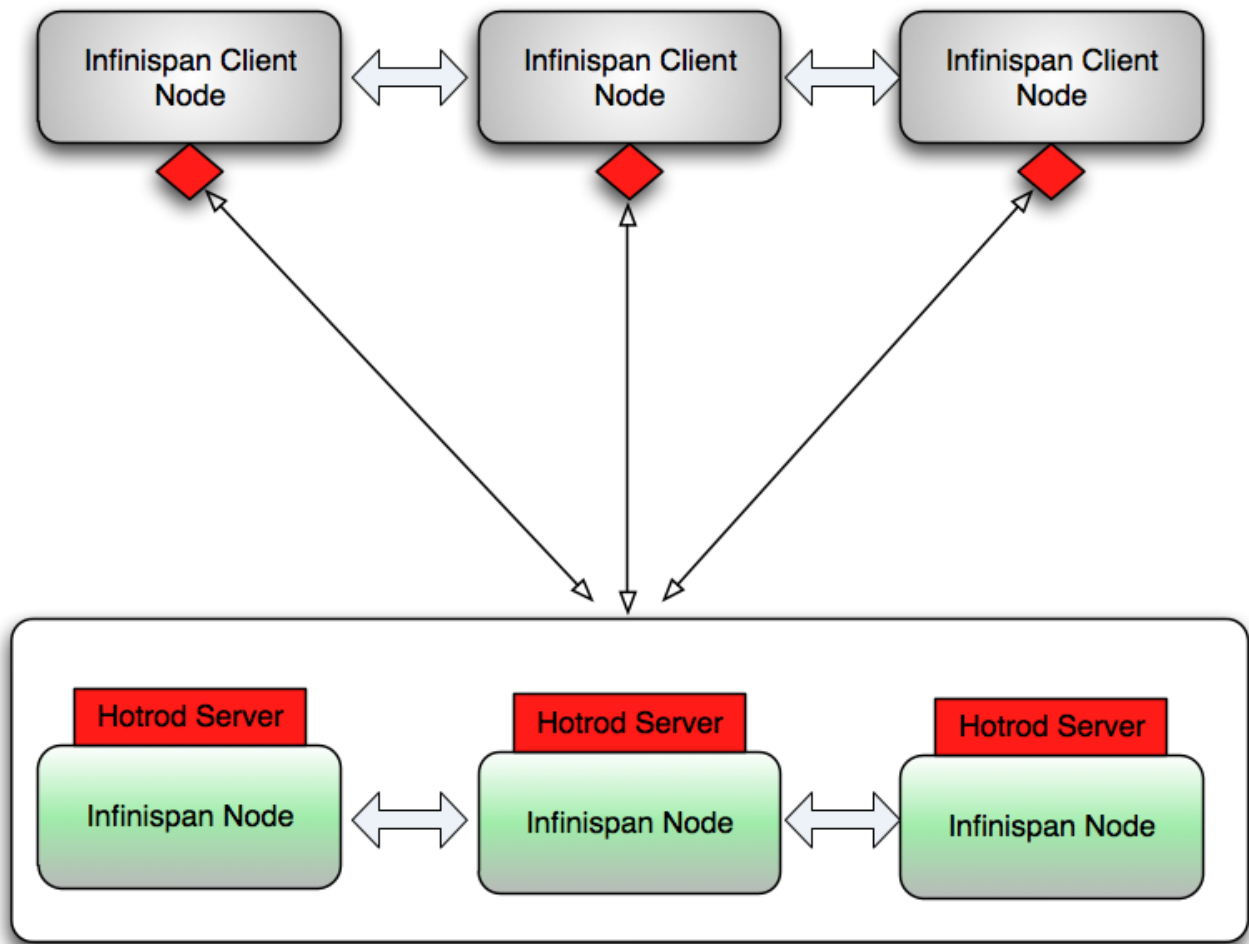 Infinispan Client
Node
Infinispan Client
Node
Infinispan Client
Node
Hotrod Server
Hotrod Server
Hotrod Server
Infinispan Node
Infinispan Node
Infinispan Node